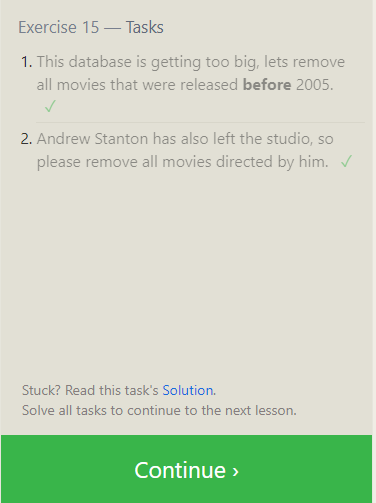 Exercise 15 — Tasks
1. This database is getting too big, lets remove
all movies that were released before 2005.
✓
2. Andrew Stanton has also left the studio, so
please remove all movies directed by him. ✓
Stuck? Read this task's Solution.
Solve all tasks to continue to the next lesson.
Continue ›